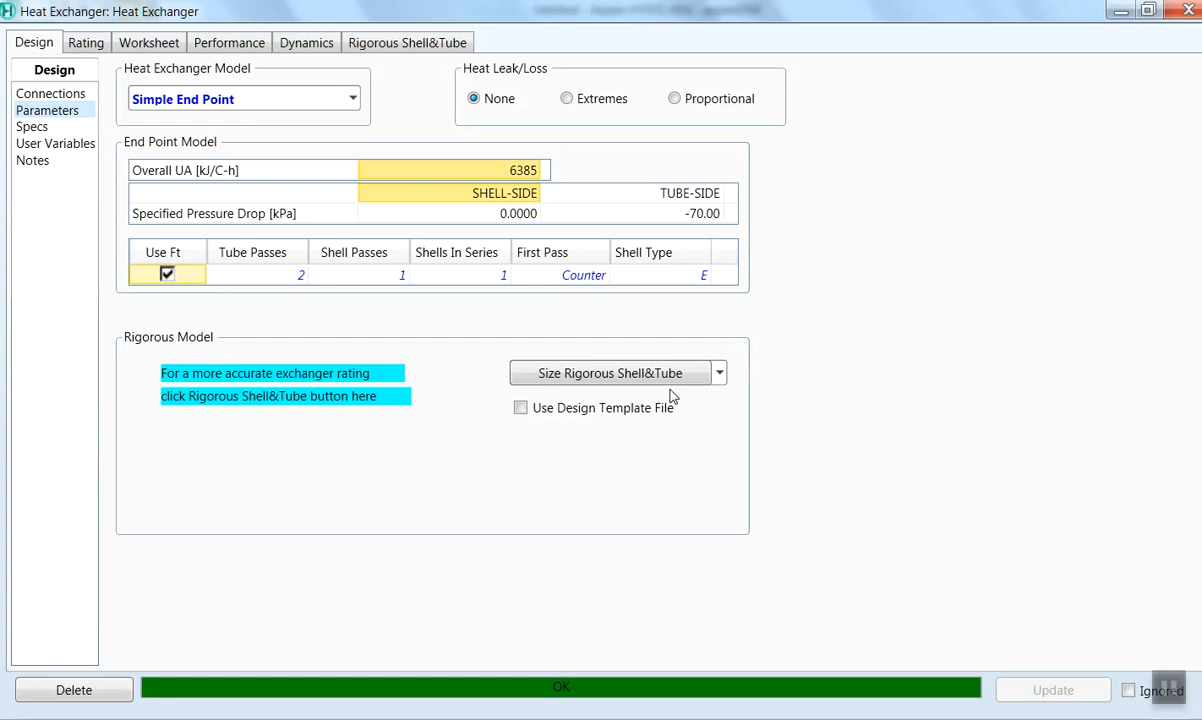 Heat Exchanger: Heat Exchanger
Design Rating Worksheet Performance Dynamics Rigorous Shell&Tube
Design
Connections
Parameters
Specs
User Variables
Notes
Heat Exchanger Model
Simple End Point
Heat Leak/Loss
None Extremes Proportional
End Point Model
Overall UA [kJ/C-h] 6385
SHELL-SIDE TUBE-SIDE
Specified Pressure Drop [kPa] 0.0000 -70.00
Use Ft Tube Passes Shell Passes Shells In Series First Pass Shell Type
2 1 1 Counter E
Rigorous Model
For a more accurate exchanger rating
click Rigorous Shell&Tube button here
Size Rigorous Shell&Tube
Use Design Template File
Delete OK Update Ignored